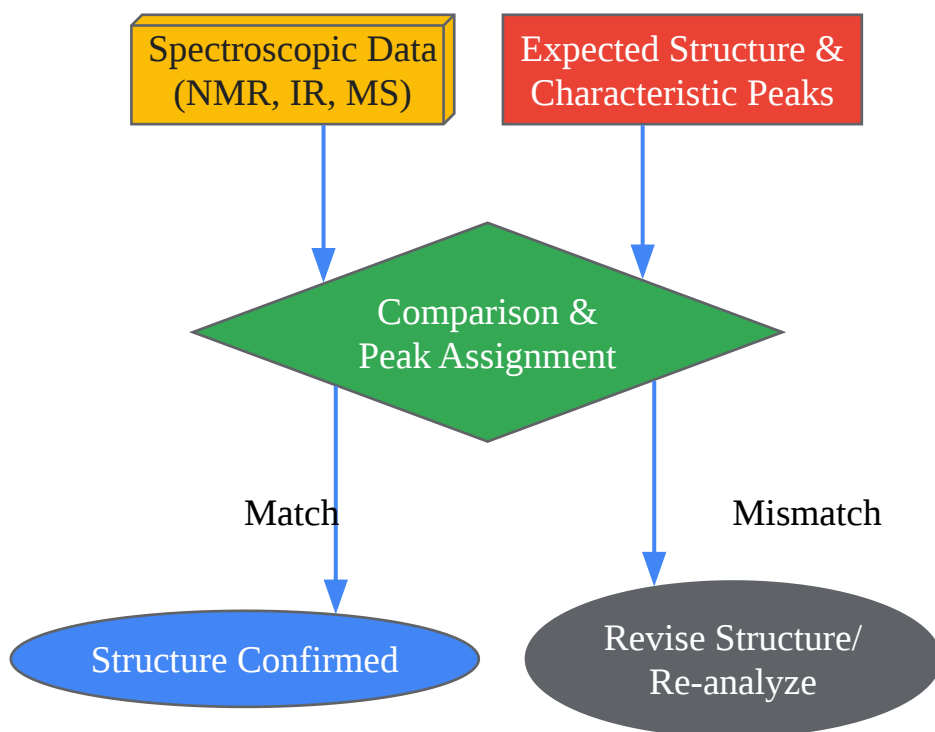 Spectroscopic Data
(NMR, IR, MS)
Expected Structure &
Characteristic Peaks
Comparison &
Peak Assignment
Match
Mismatch
Structure Confirmed
Revise Structure/
Re-analyze